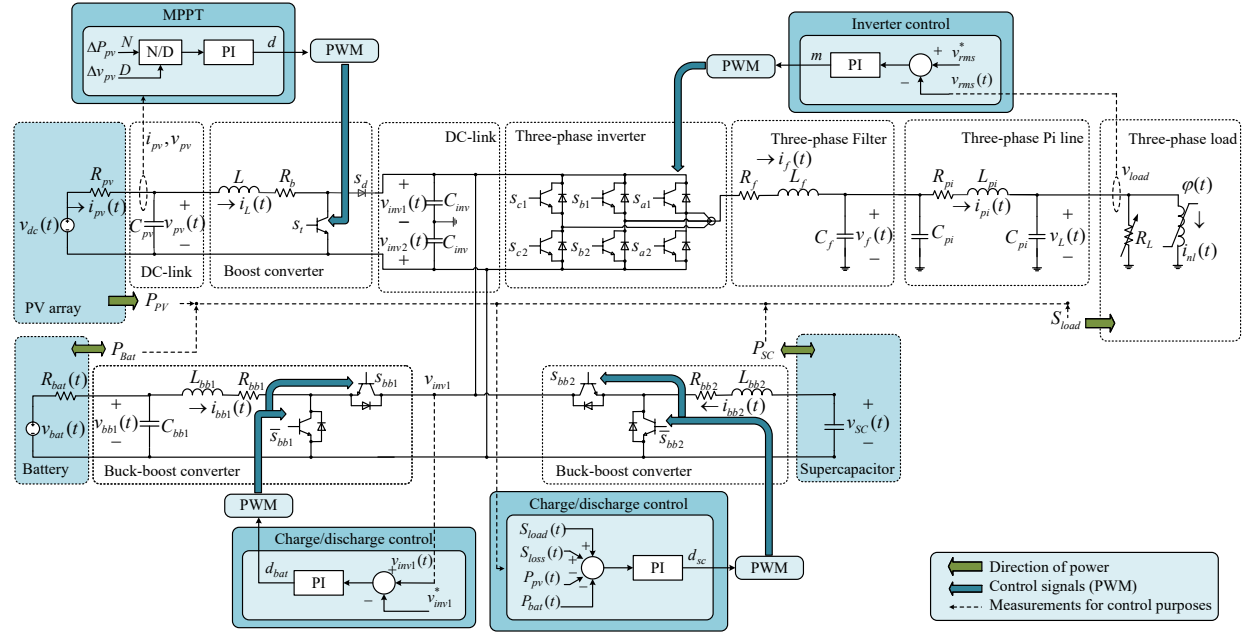 MPPT
ΔP_pv N
N/D
PI
d
PWM
Δv_pv D
Inverter control
PWM
m
PI
+
v*_rms
−
v_rms(t)
i_pv, v_pv
DC-link
Three-phase inverter
Three-phase Filter
Three-phase Pi line
Three-phase load
R_pv
i_pv(t)
v_dc(t)
C_pv
+
v_pv(t)
−
L
i_L(t)
R_b
s_t
s_d
+
v_inv1(t)
−
C_inv
+
v_inv2(t)
+
C_inv
s_c1
s_b1
s_a1
s_c2
s_b2
s_a2
i_f(t)
R_f
L_f
C_f
+
v_f(t)
−
C_pi
R_pi
L_pi
i_pi(t)
C_pi
+
v_L(t)
−
v_load
R_L
φ(t)
i_nl(t)
DC-link
Boost converter
PV array
P_PV
P_Bat
P_SC
S_load
R_bat(t)
v_bat(t)
+
v_bb1(t)
−
C_bb1
L_bb1
R_bb1
i_bb1(t)
s_bb1
s̅_bb1
v_inv1
s_bb2
s̅_bb2
R_bb2
L_bb2
i_bb2(t)
+
v_SC(t)
−
Battery
Buck-boost converter
Buck-boost converter
Supercapacitor
PWM
Charge/discharge control
d_bat
PI
+
v_inv1(t)
−
v*_inv1
Charge/discharge control
S_load(t)
+
S_loss(t)
+
P_pv(t)
−
P_bat(t)
−
PI
d_sc
PWM
Direction of power
Control signals (PWM)
Measurements for control purposes